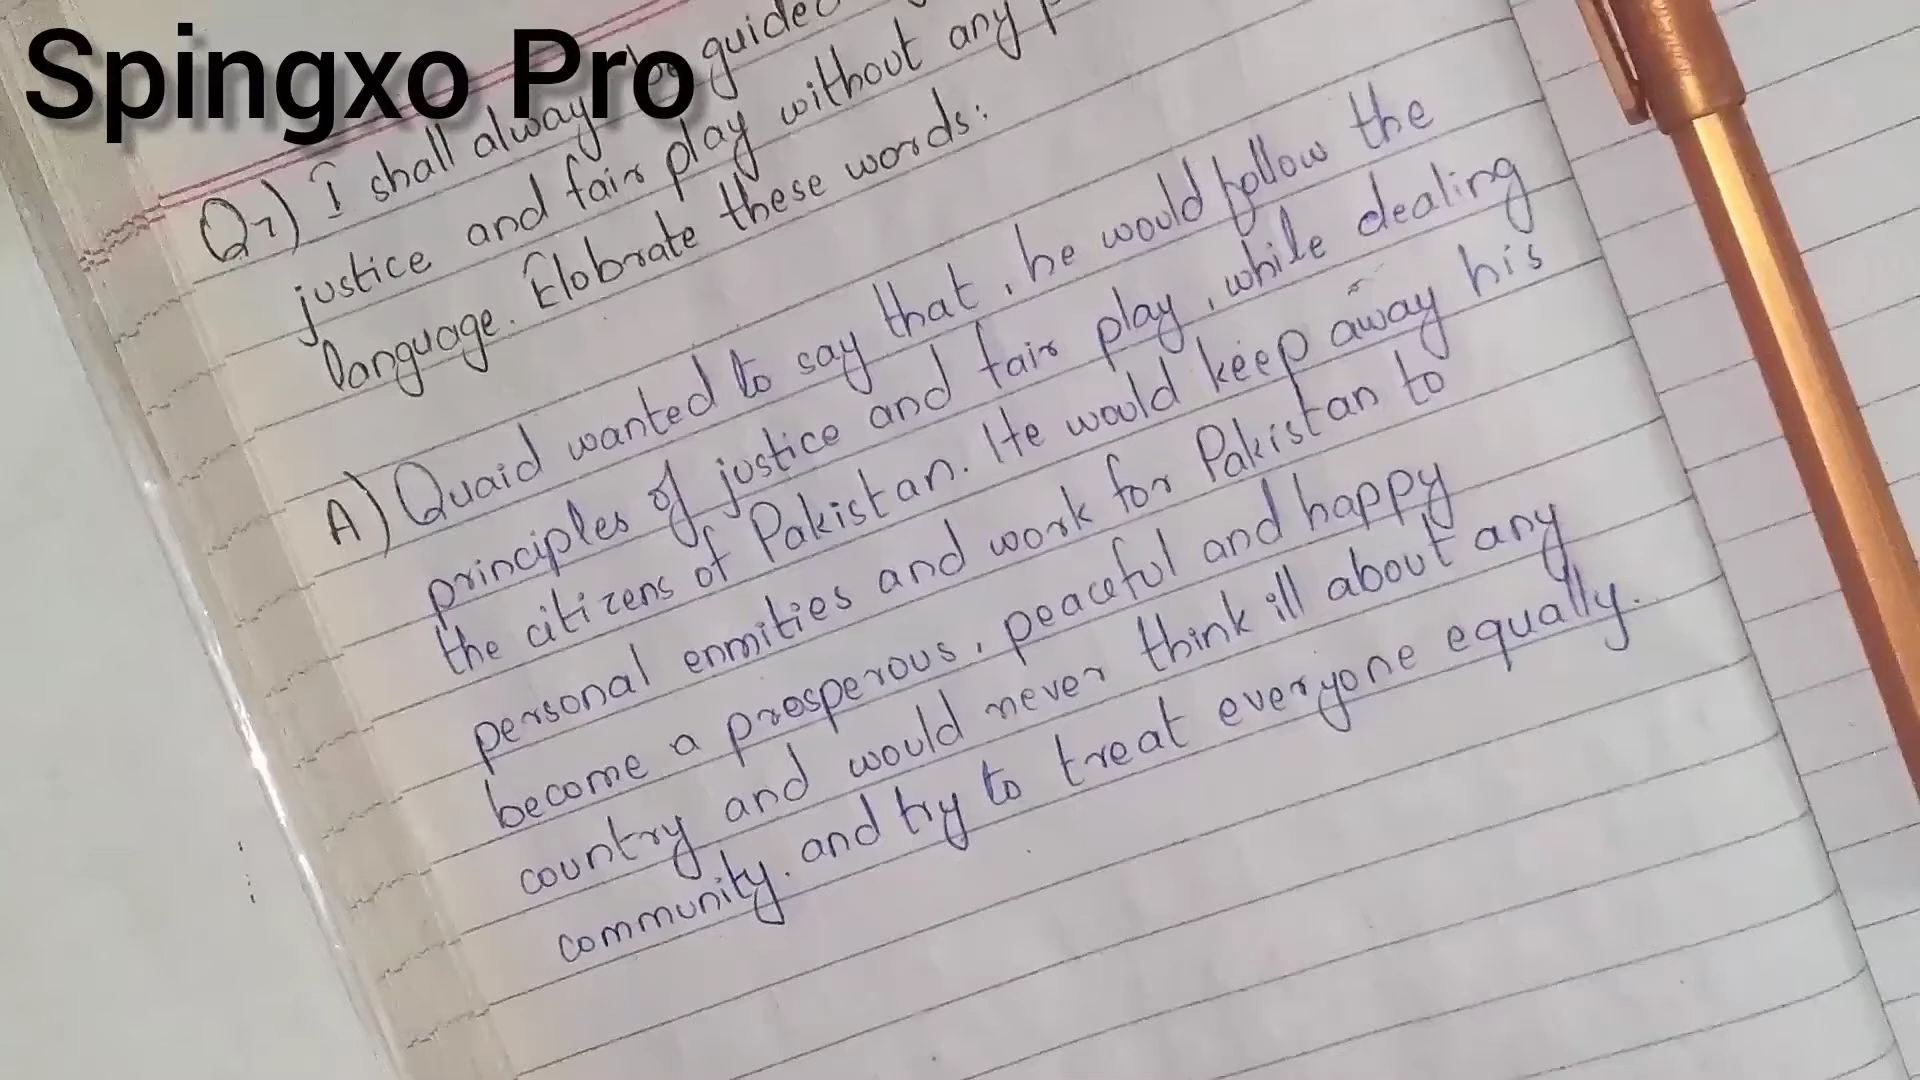 Spingxo Pro
Q7) I shall always be guided
justice and fair play without any
language. Elobrate these words:
A) Quaid wanted to say that, he would follow the
principles of justice and fair play, while dealing
the citizens of Pakistan. He would keep away his
personal enmities and work for Pakistan to
become a prosperous, peaceful and happy
country and would never think ill about any
community. and try to treat everyone equally.